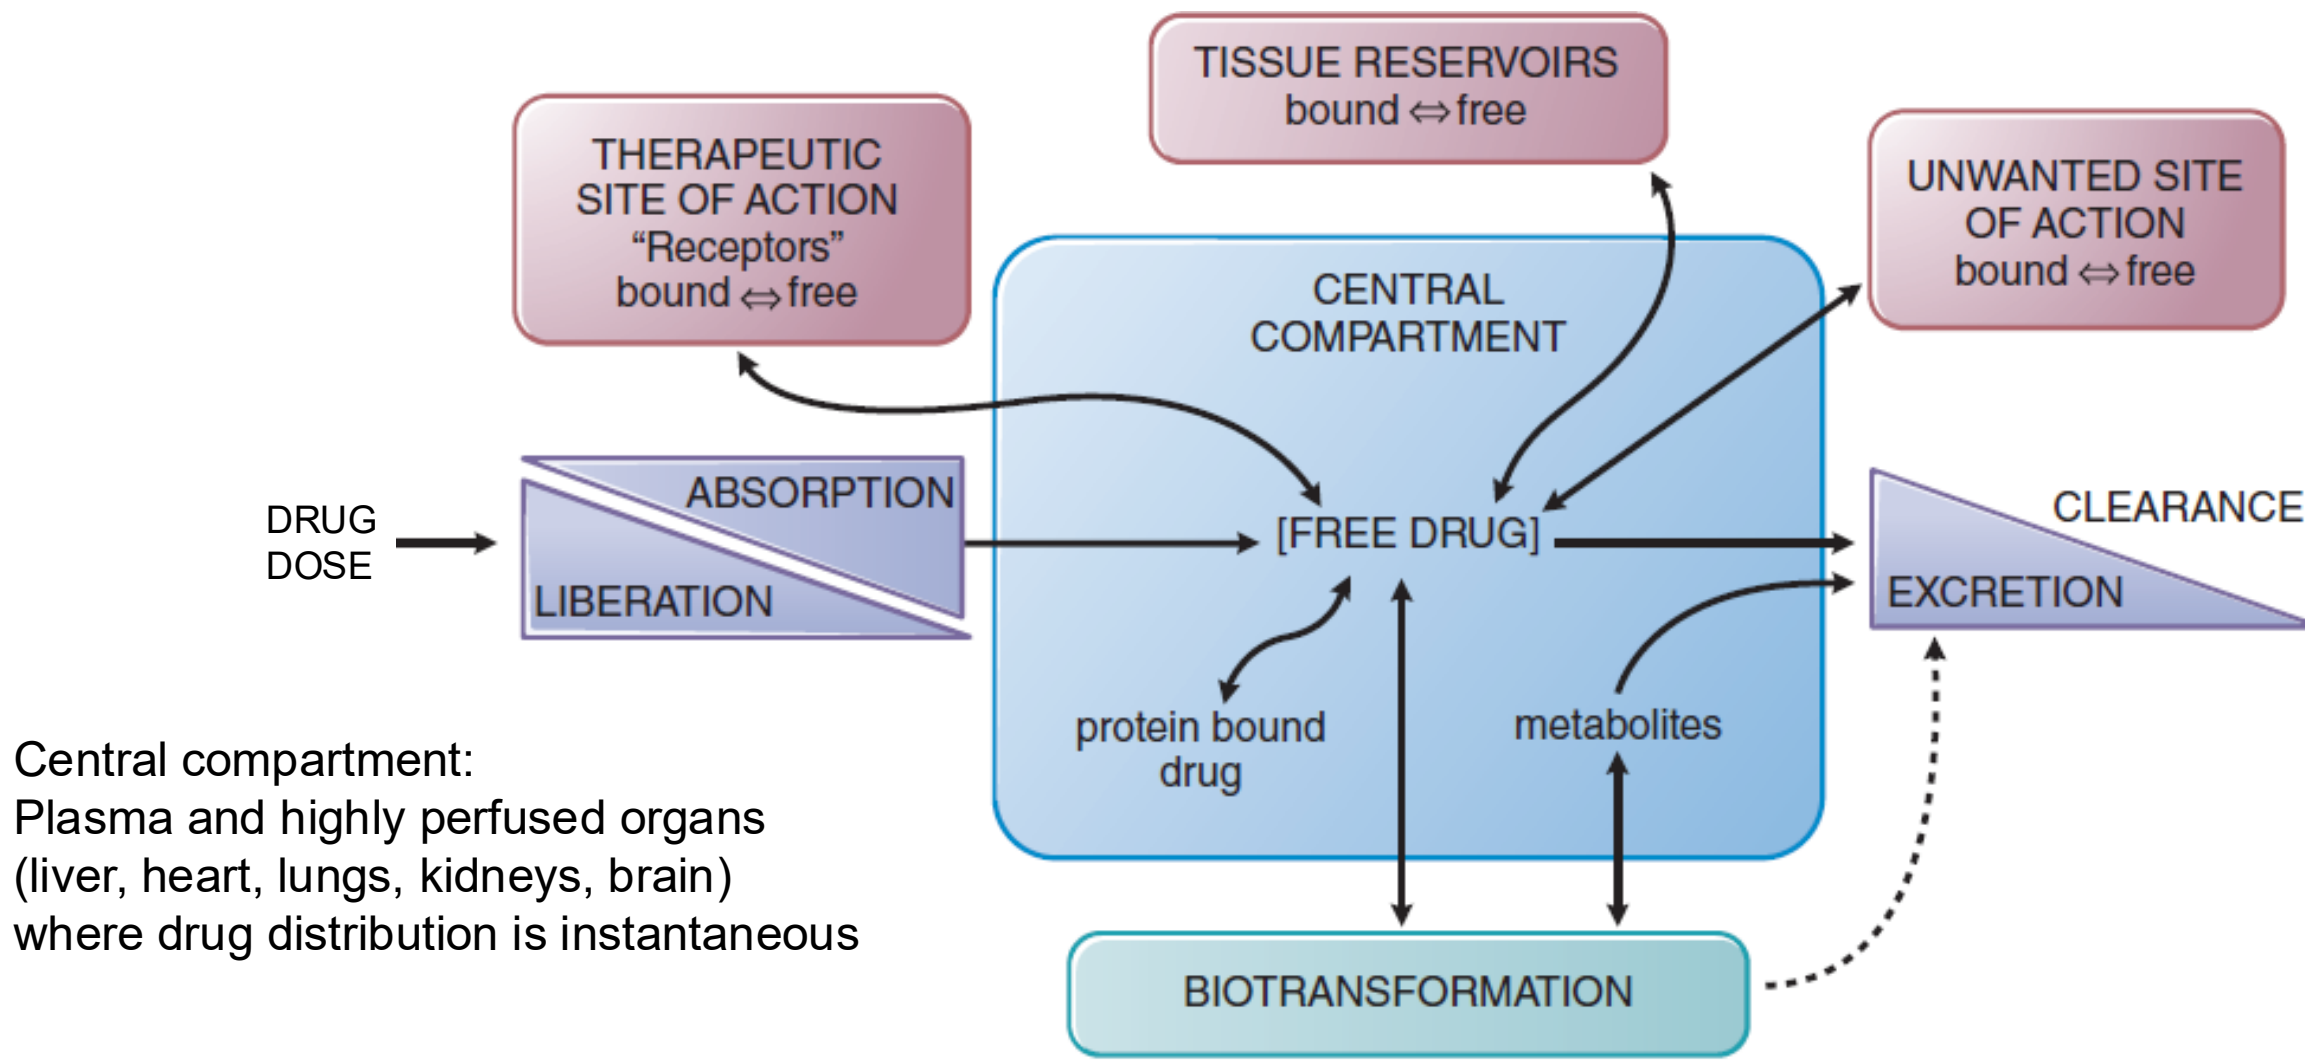 TISSUE RESERVOIRS
bound ⇔ free
THERAPEUTIC
SITE OF ACTION
“Receptors”
bound ⇔ free
UNWANTED SITE
OF ACTION
bound ⇔ free
CENTRAL
COMPARTMENT
DRUG
DOSE
ABSORPTION
LIBERATION
[FREE DRUG]
CLEARANCE
EXCRETION
protein bound
drug
metabolites
Central compartment:
Plasma and highly perfused organs
(liver, heart, lungs, kidneys, brain)
where drug distribution is instantaneous
BIOTRANSFORMATION